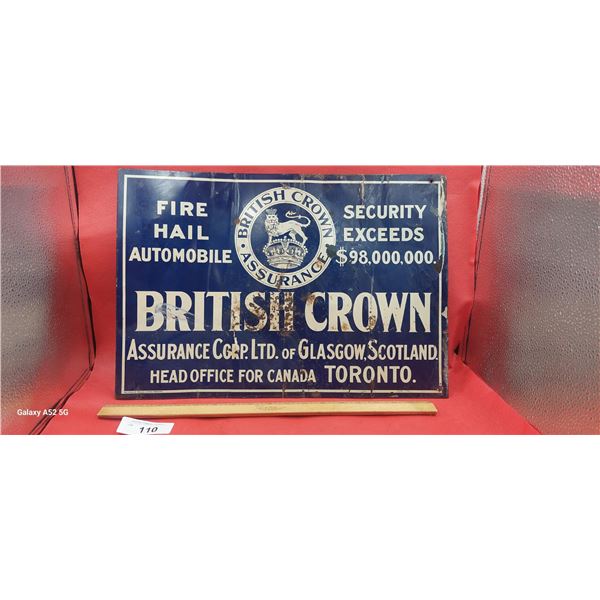 FIRE
HAIL
AUTOMOBILE
BRITISH CROWN
ASSURANCE
SECURITY
EXCEEDS
$98,000,000.
BRITISH CROWN
ASSURANCE CORP. LTD. OF GLASGOW, SCOTLAND.
HEAD OFFICE FOR CANADA TORONTO.
Galaxy A52 5G
110